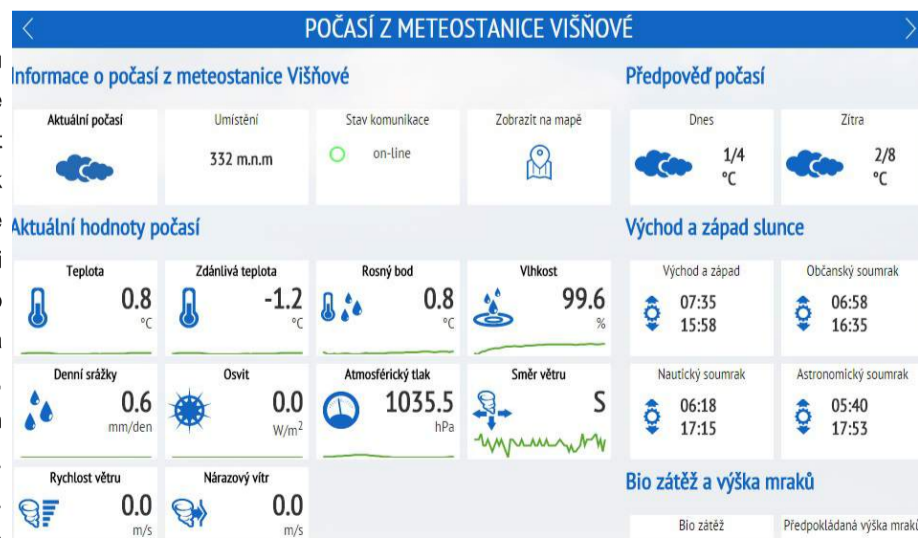 POČASÍ Z METEOSTANICE VIŠŇOVÉ
Informace o počasí z meteostanice Višňové
Aktuální počasí
Umístění
332 m.n.m
Stav komunikace
on-line
Zobrazit na mapě
Předpověď počasí
Dnes
1/4
°C
Zítra
2/8
°C
Aktuální hodnoty počasí
Teplota
0.8
°C
Zdánlivá teplota
-1.2
°C
Rosný bod
0.8
°C
Vlhkost
99.6
%
Denní srážky
0.6
mm/den
Osvit
0.0
W/m²
Atmosférický tlak
1035.5
hPa
Směr větru
S
Rychlost větru
0.0
m/s
Nárazový vítr
0.0
m/s
Východ a západ slunce
Východ a západ
07:35
15:58
Občanský soumrak
06:58
16:35
Nautický soumrak
06:18
17:15
Astronomický soumrak
05:40
17:53
Bio zátěž a výška mraků
Bio zátěž
Předpokládaná výška mraků